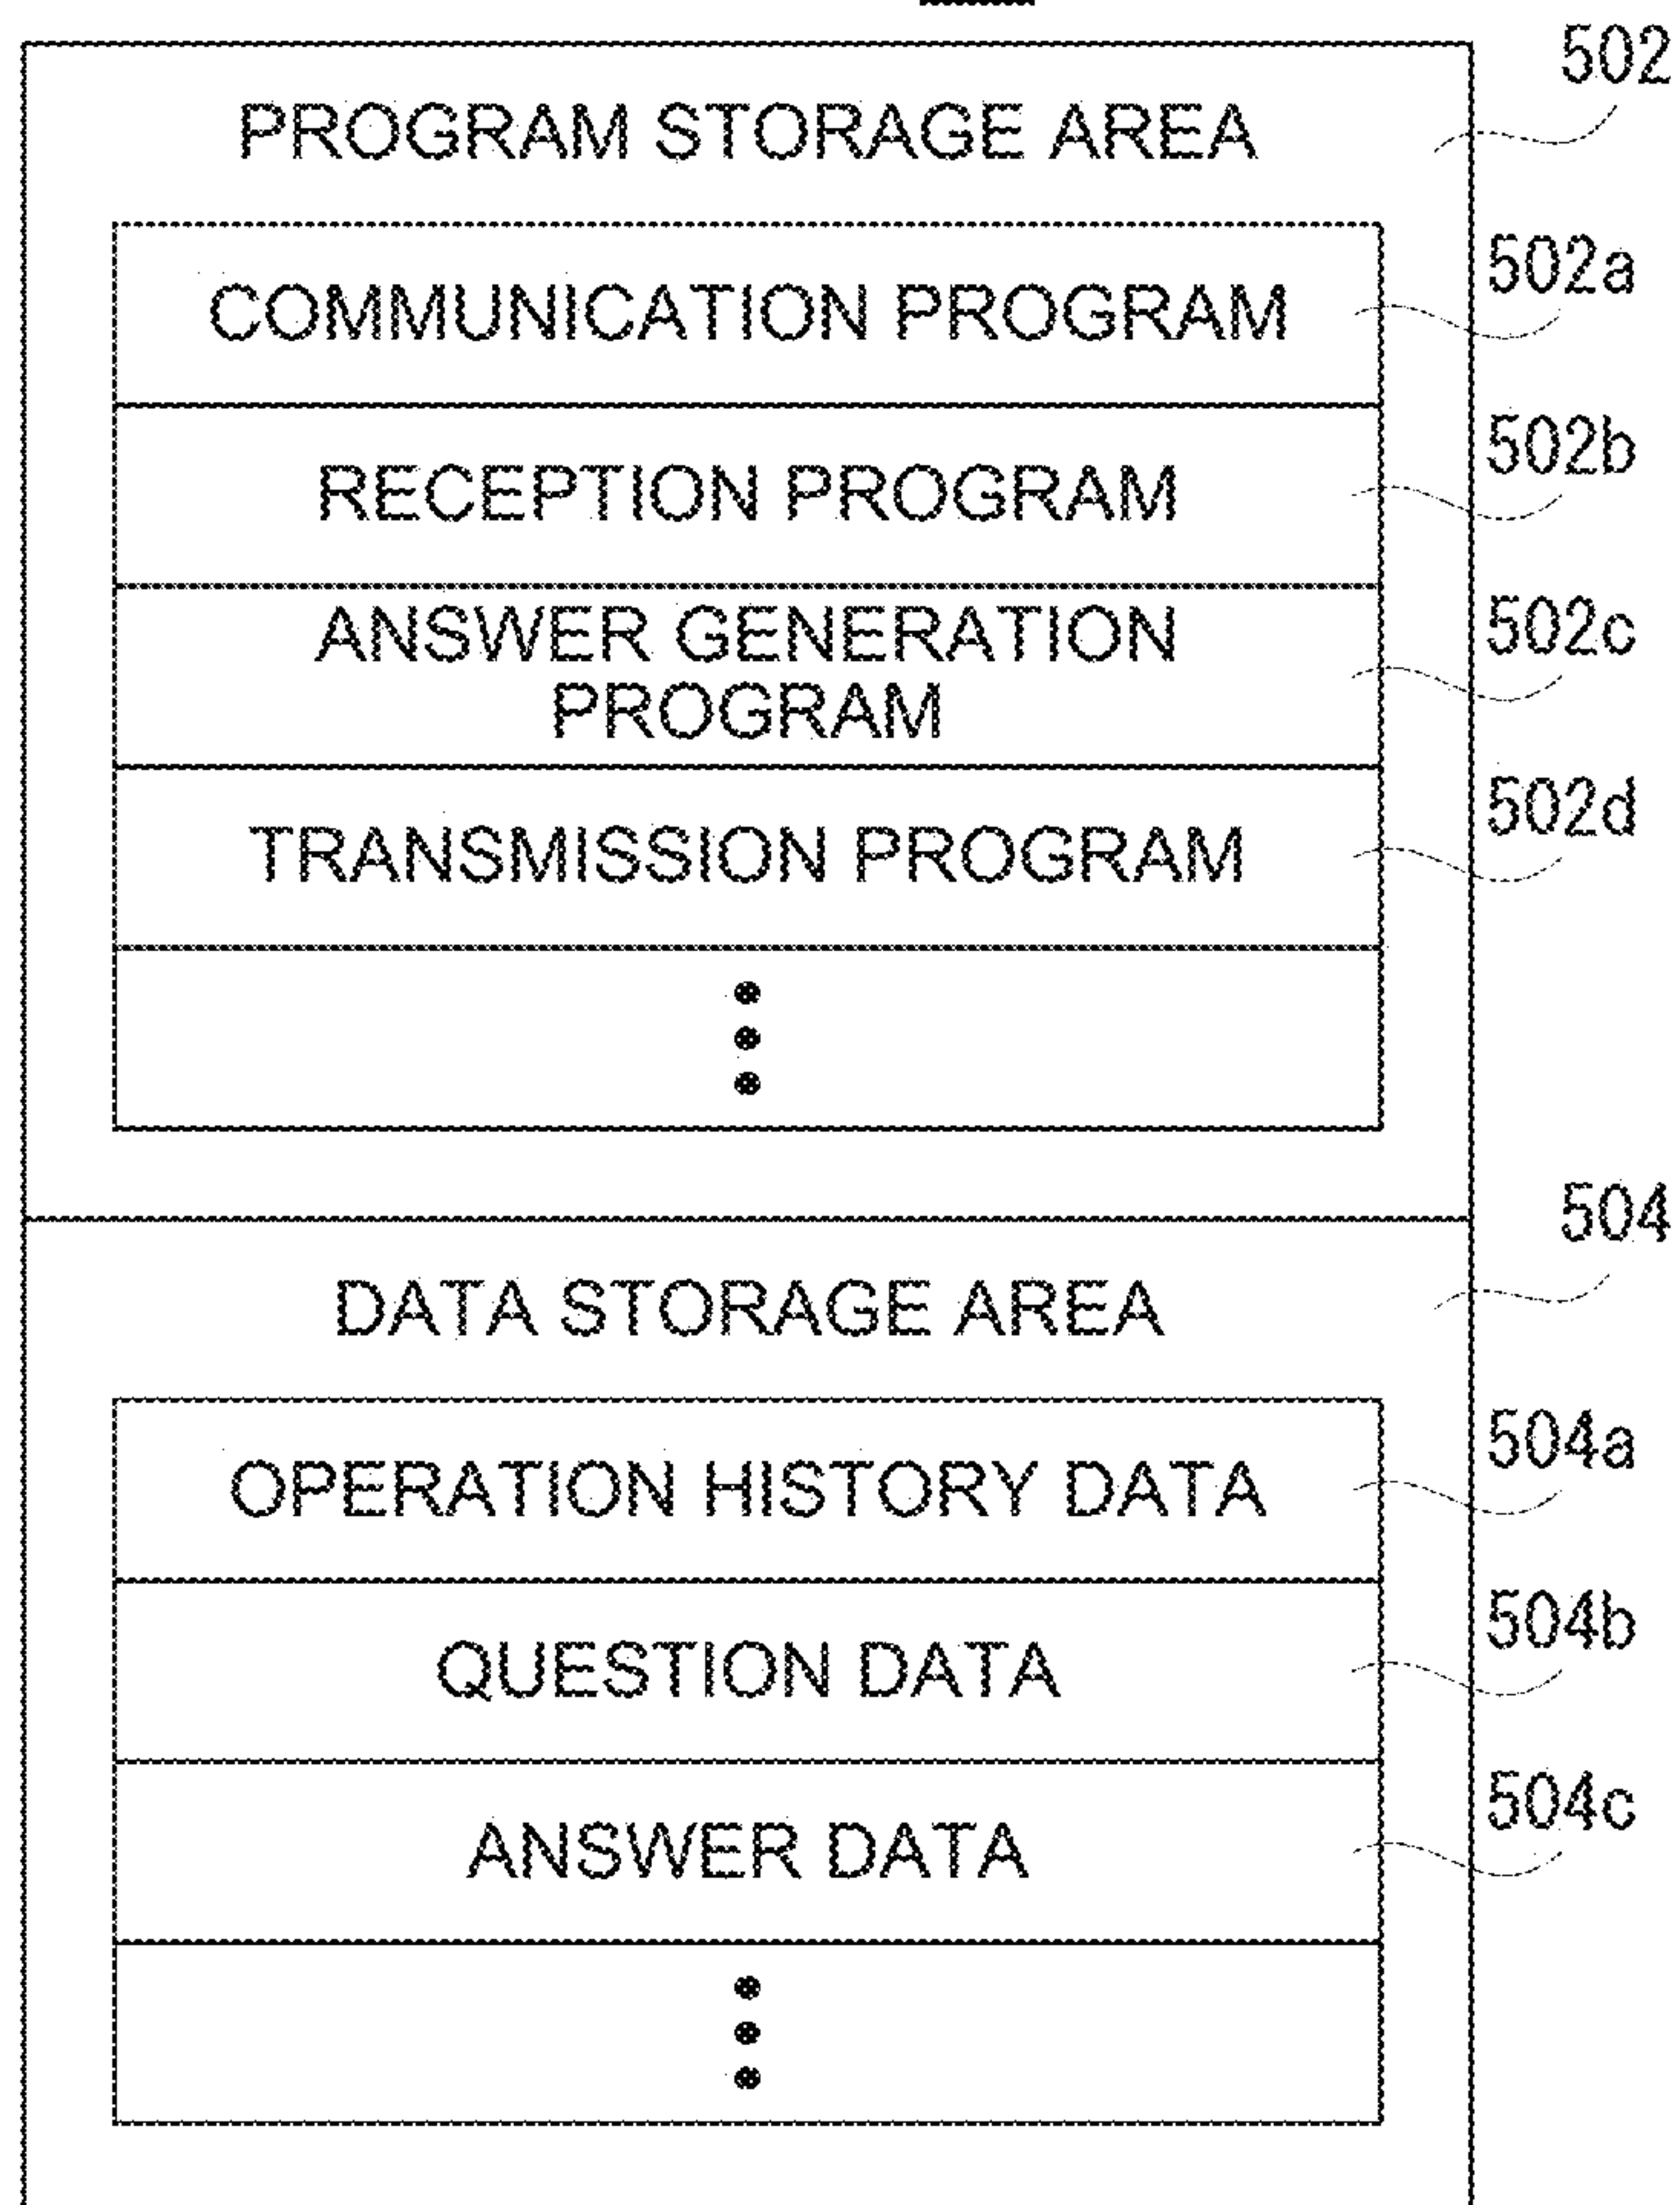 502
PROGRAM STORAGE AREA
502a
COMMUNICATION PROGRAM
502b
RECEPTION PROGRAM
502c
ANSWER GENERATION
PROGRAM
502d
TRANSMISSION PROGRAM
504
DATA STORAGE AREA
504a
OPERATION HISTORY DATA
504b
QUESTION DATA
504c
ANSWER DATA